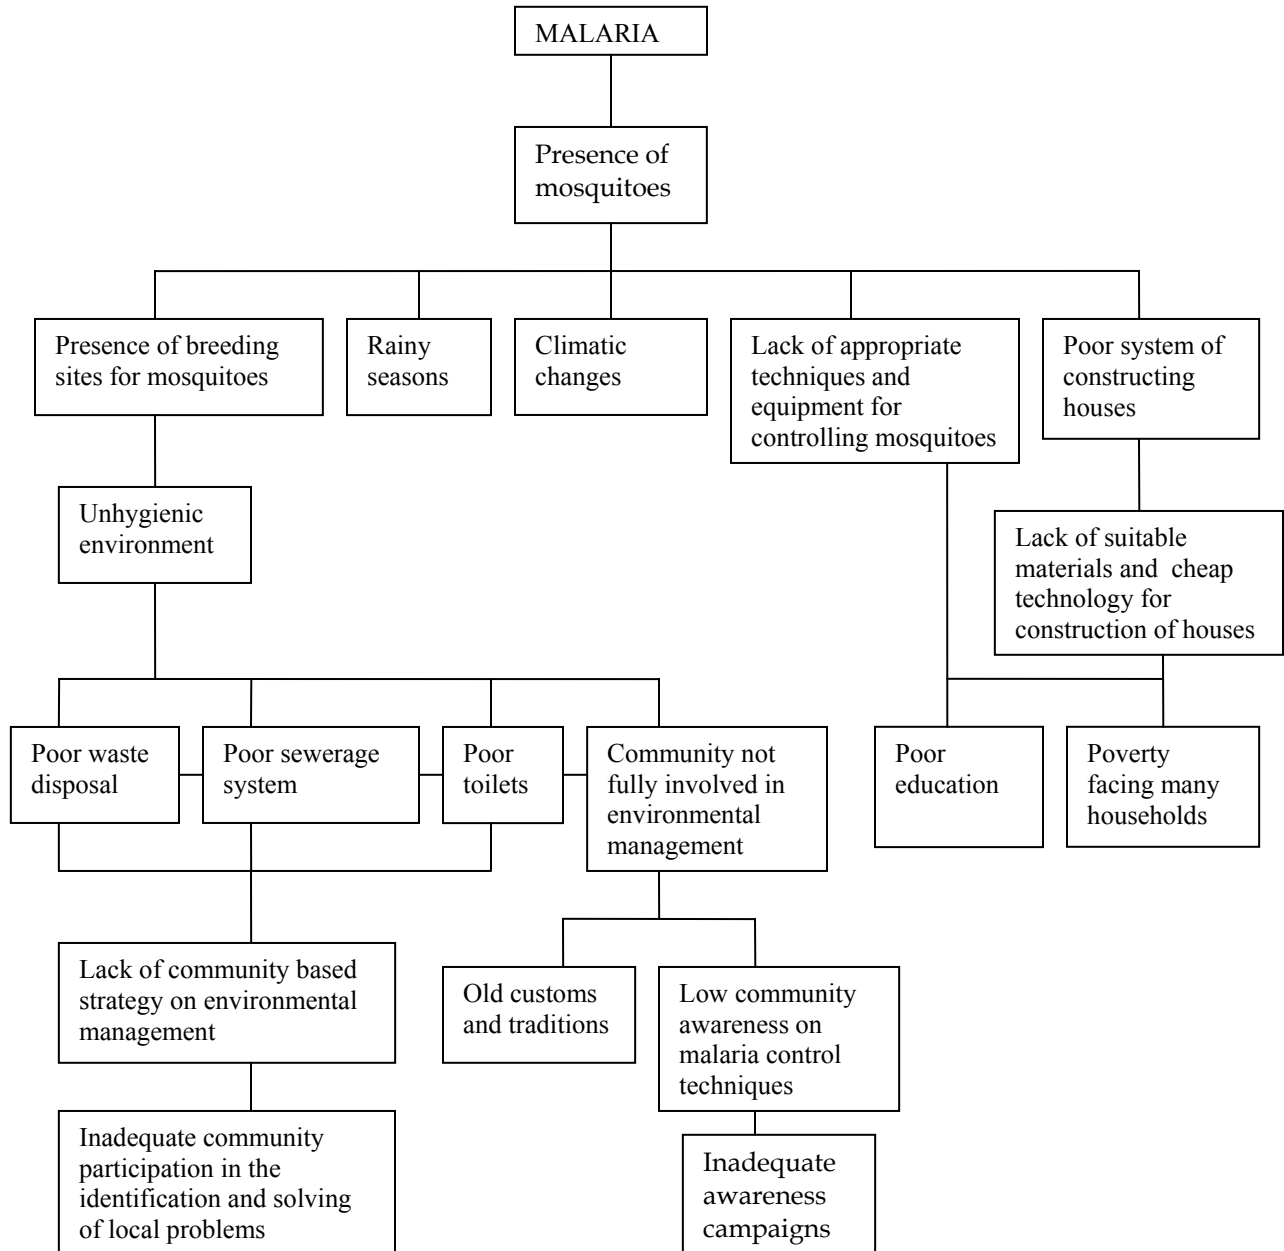 MALARIA
Presence of
mosquitoes
Presence of breeding
sites for mosquitoes
Rainy
seasons
Climatic
changes
Lack of appropriate
techniques and
equipment for
controlling mosquitoes
Poor system of
constructing
houses
Unhygienic
environment
Lack of suitable
materials and  cheap
technology for
construction of houses
Poor waste
disposal
Poor sewerage
system
Poor
toilets
Community not
fully involved in
environmental
management
Poor
education
Poverty
facing many
households
Lack of community based
strategy on environmental
management
Old customs
and traditions
Low community
awareness on
malaria control
techniques
Inadequate community
participation in the
identification and solving
of local problems
Inadequate
awareness
campaigns